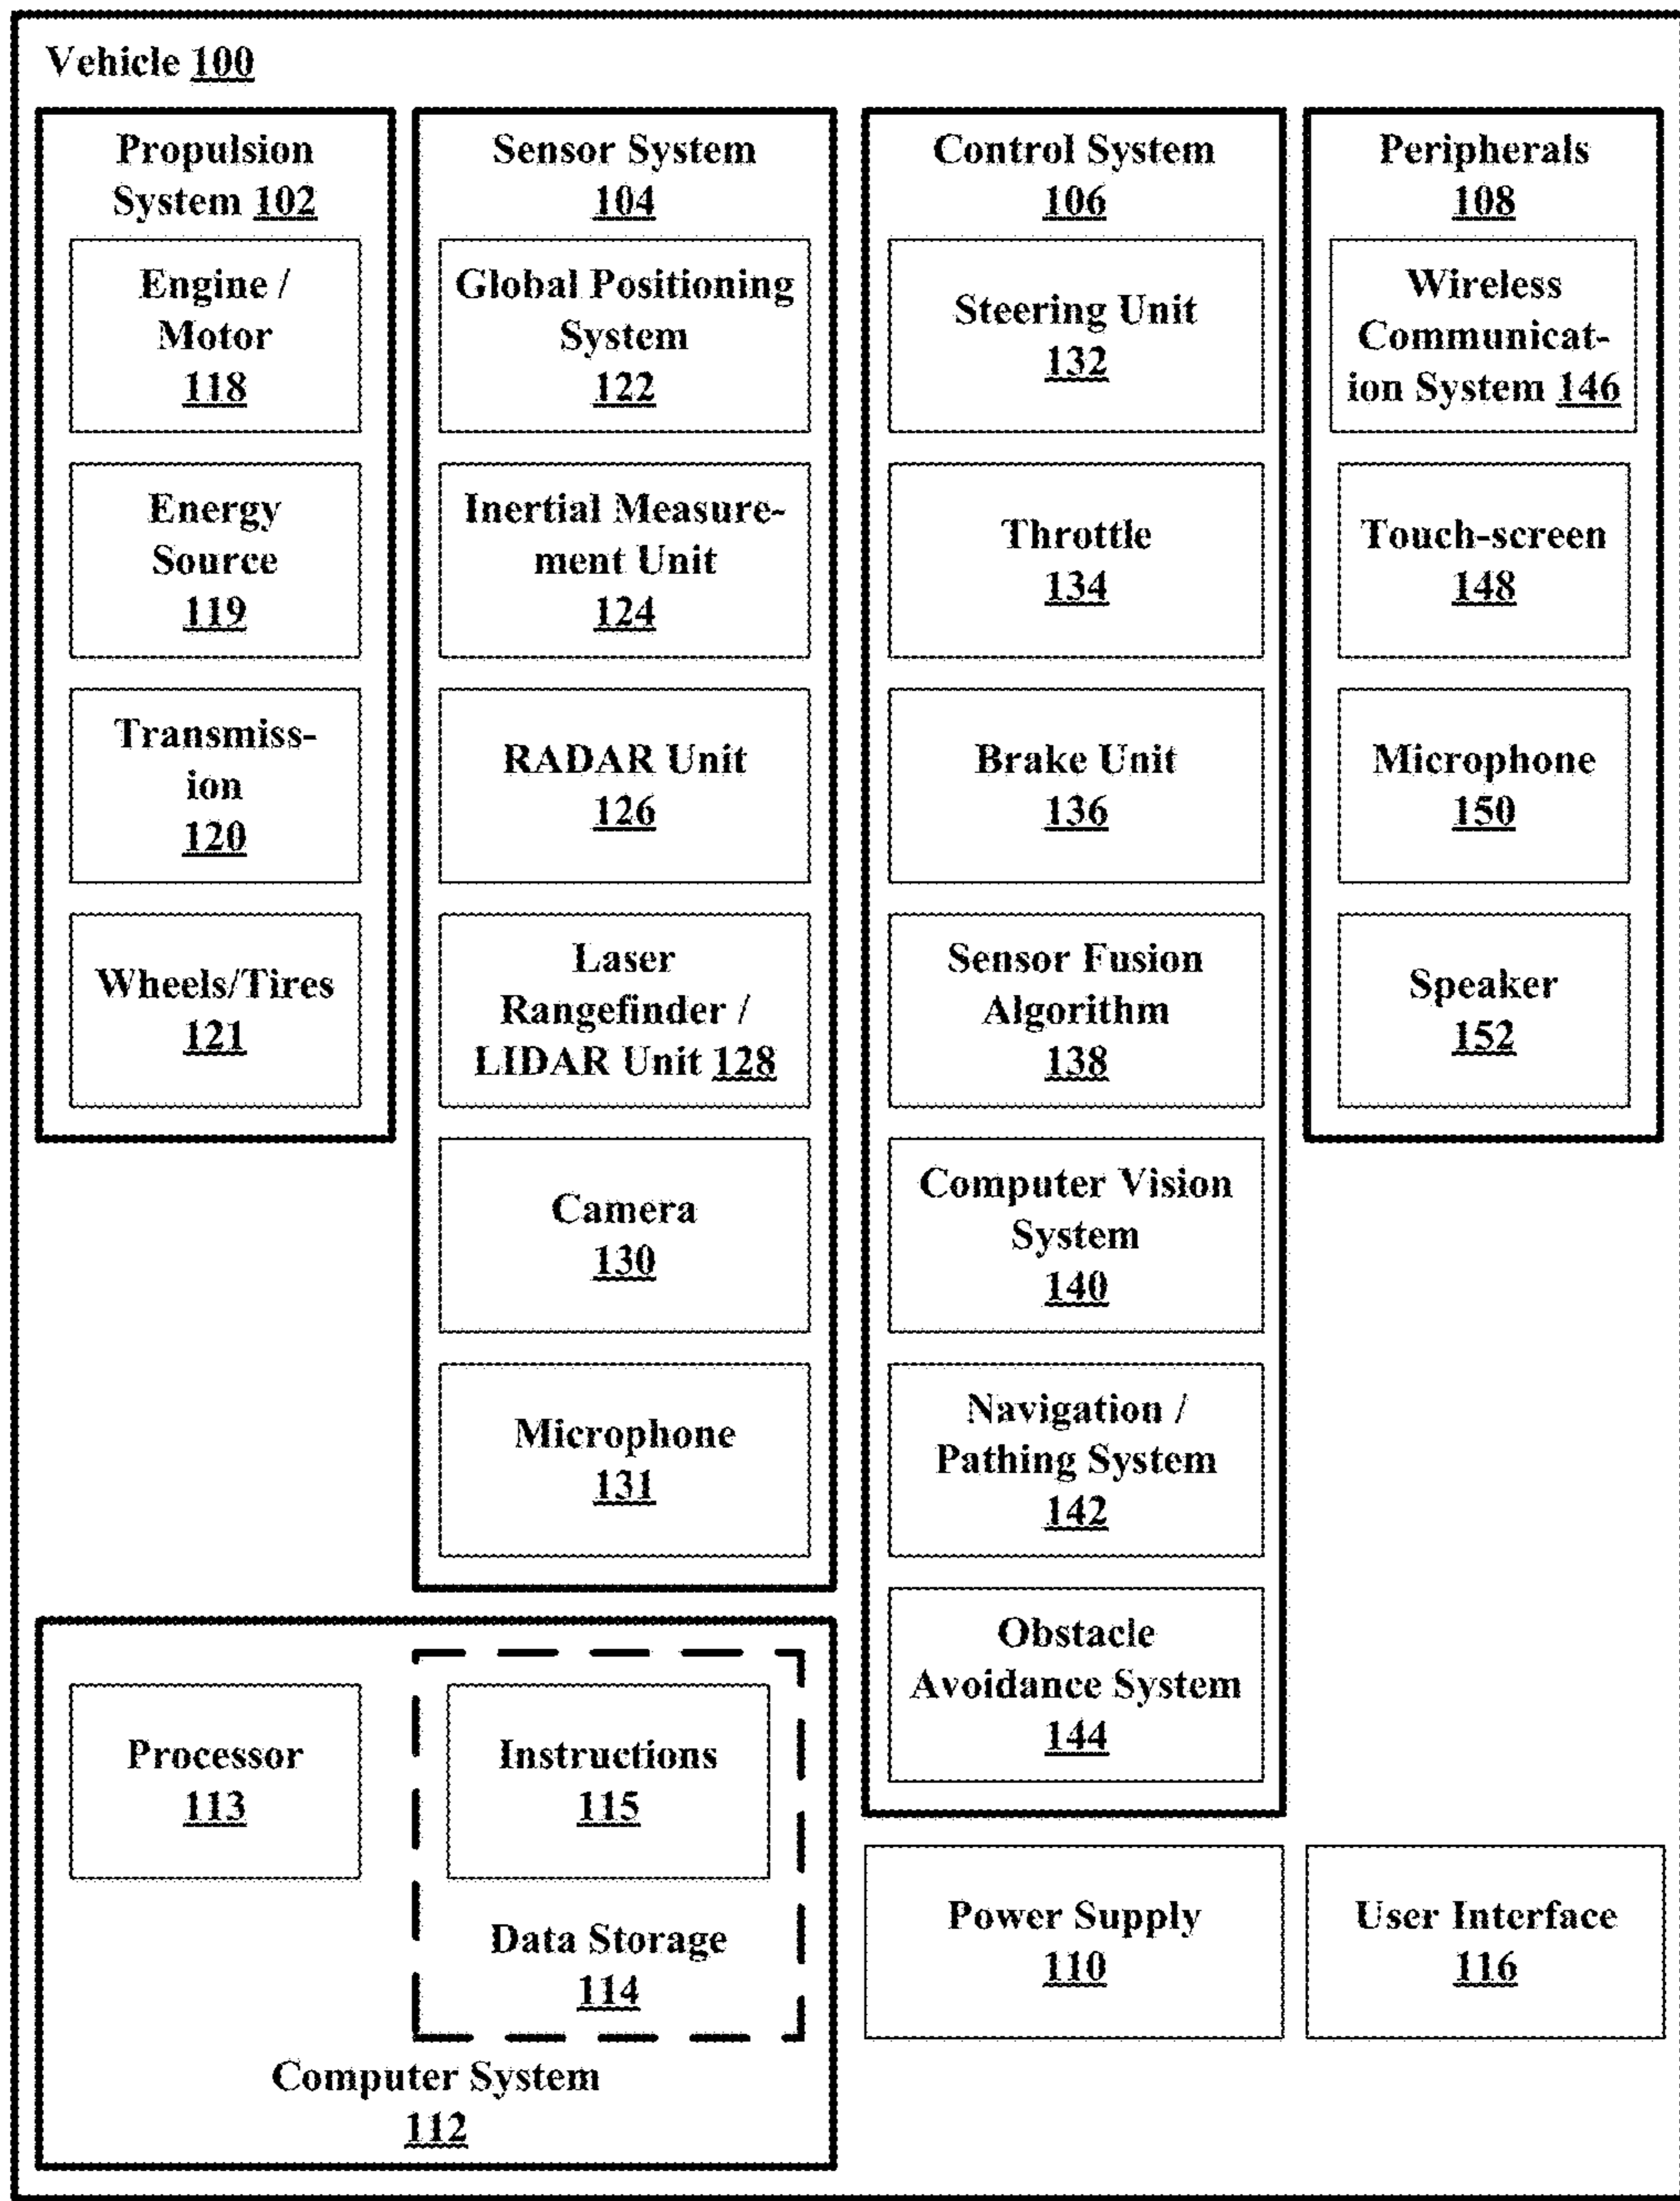 Vehicle 100
Propulsion
System 102
Engine /
Motor
118
Energy
Source
119
Transmiss-
ion
120
Wheels/Tires
121
Sensor System
104
Global Positioning
System
122
Inertial Measure-
ment Unit
124
RADAR Unit
126
Laser
Rangefinder /
LIDAR Unit 128
Camera
130
Microphone
131
Control System
106
Steering Unit
132
Throttle
134
Brake Unit
136
Sensor Fusion
Algorithm
138
Computer Vision
System
140
Navigation /
Pathing System
142
Obstacle
Avoidance System
144
Peripherals
108
Wireless
Communicat-
ion System 146
Touch-screen
148
Microphone
150
Speaker
152
Processor
113
Instructions
115
Data Storage
114
Computer System
112
Power Supply
110
User Interface
116